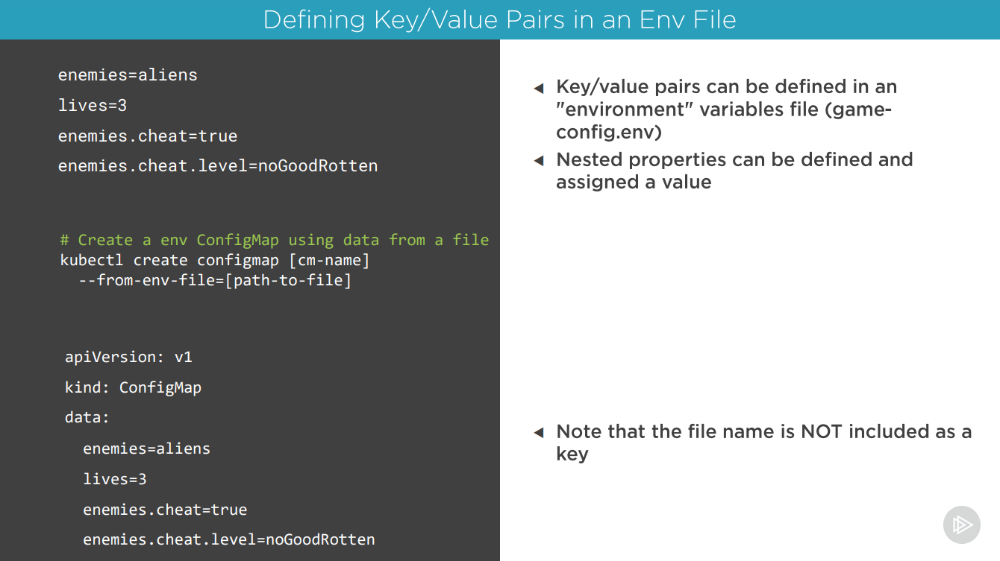 Defining Key/Value Pairs in an Env File
enemies=aliens
lives=3
enemies.cheat=true
enemies.cheat.level=noGoodRotten
# Create a env ConfigMap using data from a file
kubectl create configmap [cm-name]
--from-env-file=[path-to-file]
apiVersion: v1
kind: ConfigMap
data:
enemies=aliens
lives=3
enemies.cheat=true
enemies.cheat.level=noGoodRotten
Key/value pairs can be defined in an
"environment" variables file (game-
config.env)
Nested properties can be defined and
assigned a value
Note that the file name is NOT included as a
key